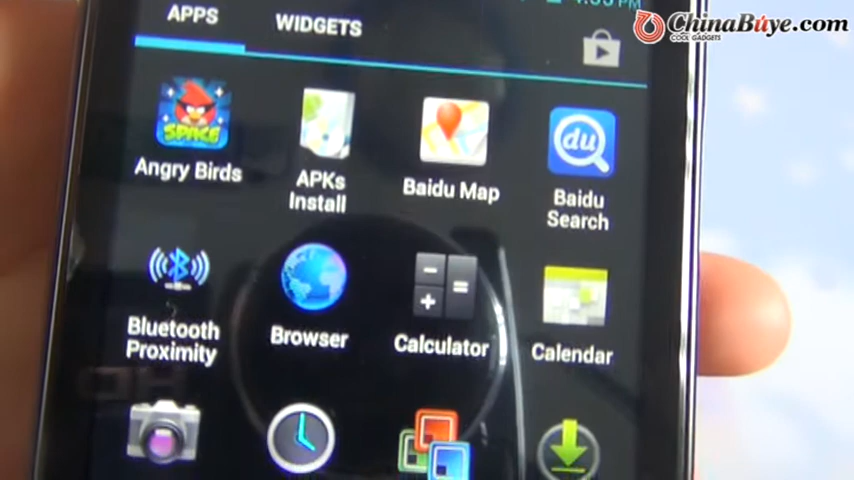 APPS
WIDGETS
ChinaBuye.com
COOL GADGETS
SPACE
du
Angry Birds
APKs
Install
Baidu Map
Baidu
Search
Bluetooth
Proximity
Browser
Calculator
Calendar